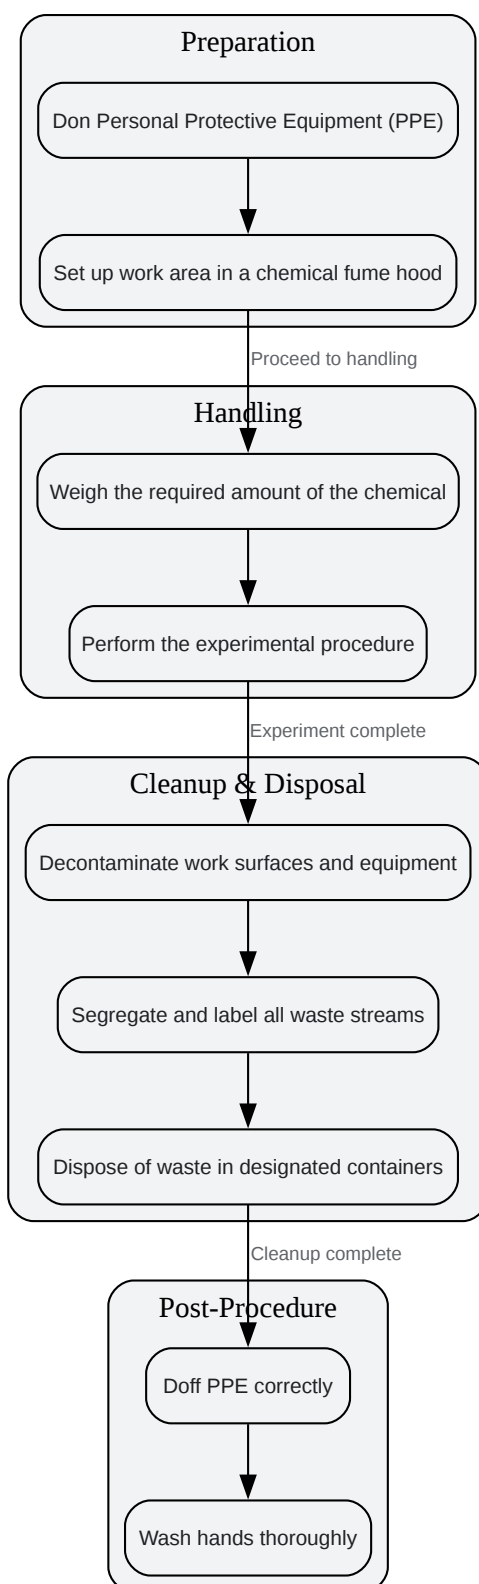 Preparation
Don Personal Protective Equipment (PPE)
Set up work area in a chemical fume hood
Proceed to handling
Handling
Weigh the required amount of the chemical
Perform the experimental procedure
Experiment complete
Cleanup & Disposal
Decontaminate work surfaces and equipment
Segregate and label all waste streams
Dispose of waste in designated containers
Cleanup complete
Post-Procedure
Doff PPE correctly
Wash hands thoroughly